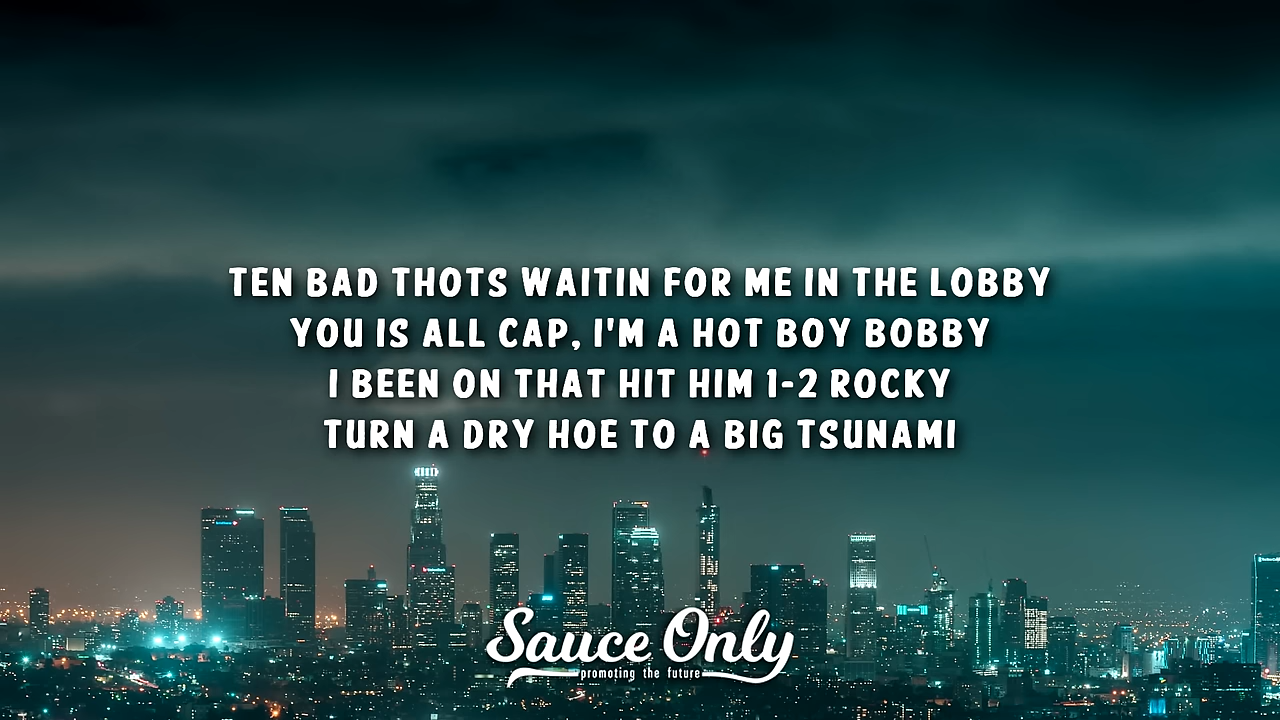 TEN BAD THOTS WAITIN FOR ME IN THE LOBBY
YOU IS ALL CAP, I'M A HOT BOY BOBBY
I BEEN ON THAT HIT HIM 1-2 ROCKY
TURN A DRY HOE TO A BIG TSUNAMI
Sauce Only
promoting the future